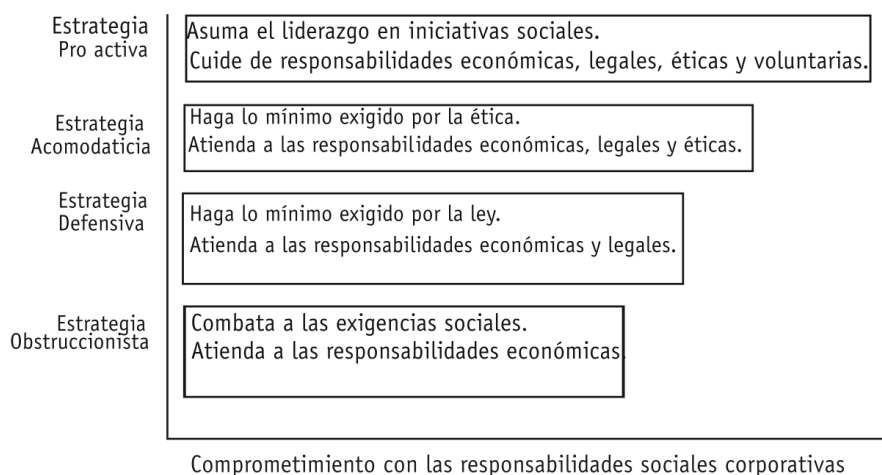 Estrategia
Pro activa
Asuma el liderazgo en iniciativas sociales.
Cuide de responsabilidades económicas, legales, éticas y voluntarias.
Estrategia
Acomodaticia
Haga lo mínimo exigido por la ética.
Atienda a las responsabilidades económicas, legales y éticas.
Estrategia
Defensiva
Haga lo mínimo exigido por la ley.
Atienda a las responsabilidades económicas y legales.
Estrategia
Obstruccionista
Combata a las exigencias sociales.
Atienda a las responsabilidades económicas.
Comprometimiento con las responsabilidades sociales corporativas